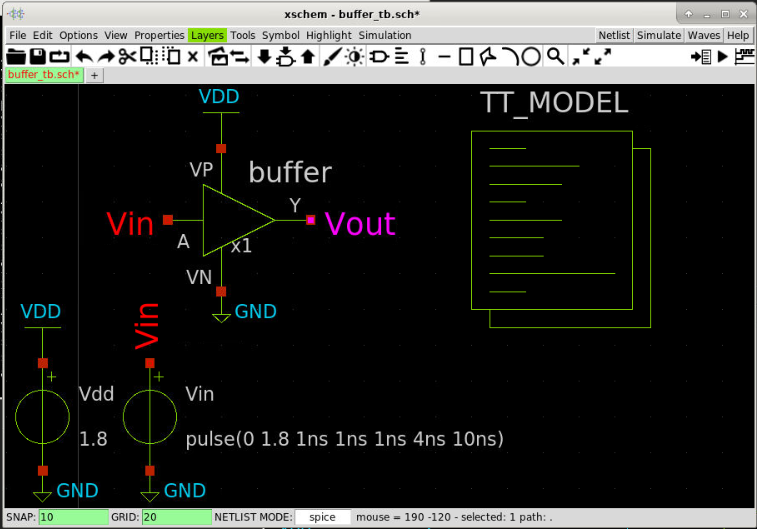 xschem - buffer_tb.sch*
File Edit Options View Properties Layers Tools Symbol Highlight Simulation Netlist Simulate Waves Help
buffer_tb.sch* +
VDD
TT_MODEL
VP
buffer
Y
Vin
Vout
A
x1
VN
GND
VDD
Vin
+
+
Vdd
Vin
1.8
pulse(0 1.8 1ns 1ns 1ns 4ns 10ns)
GND
GND
SNAP: 10 GRID: 20 NETLIST MODE: spice mouse = 190 -120 - selected: 1 path: .